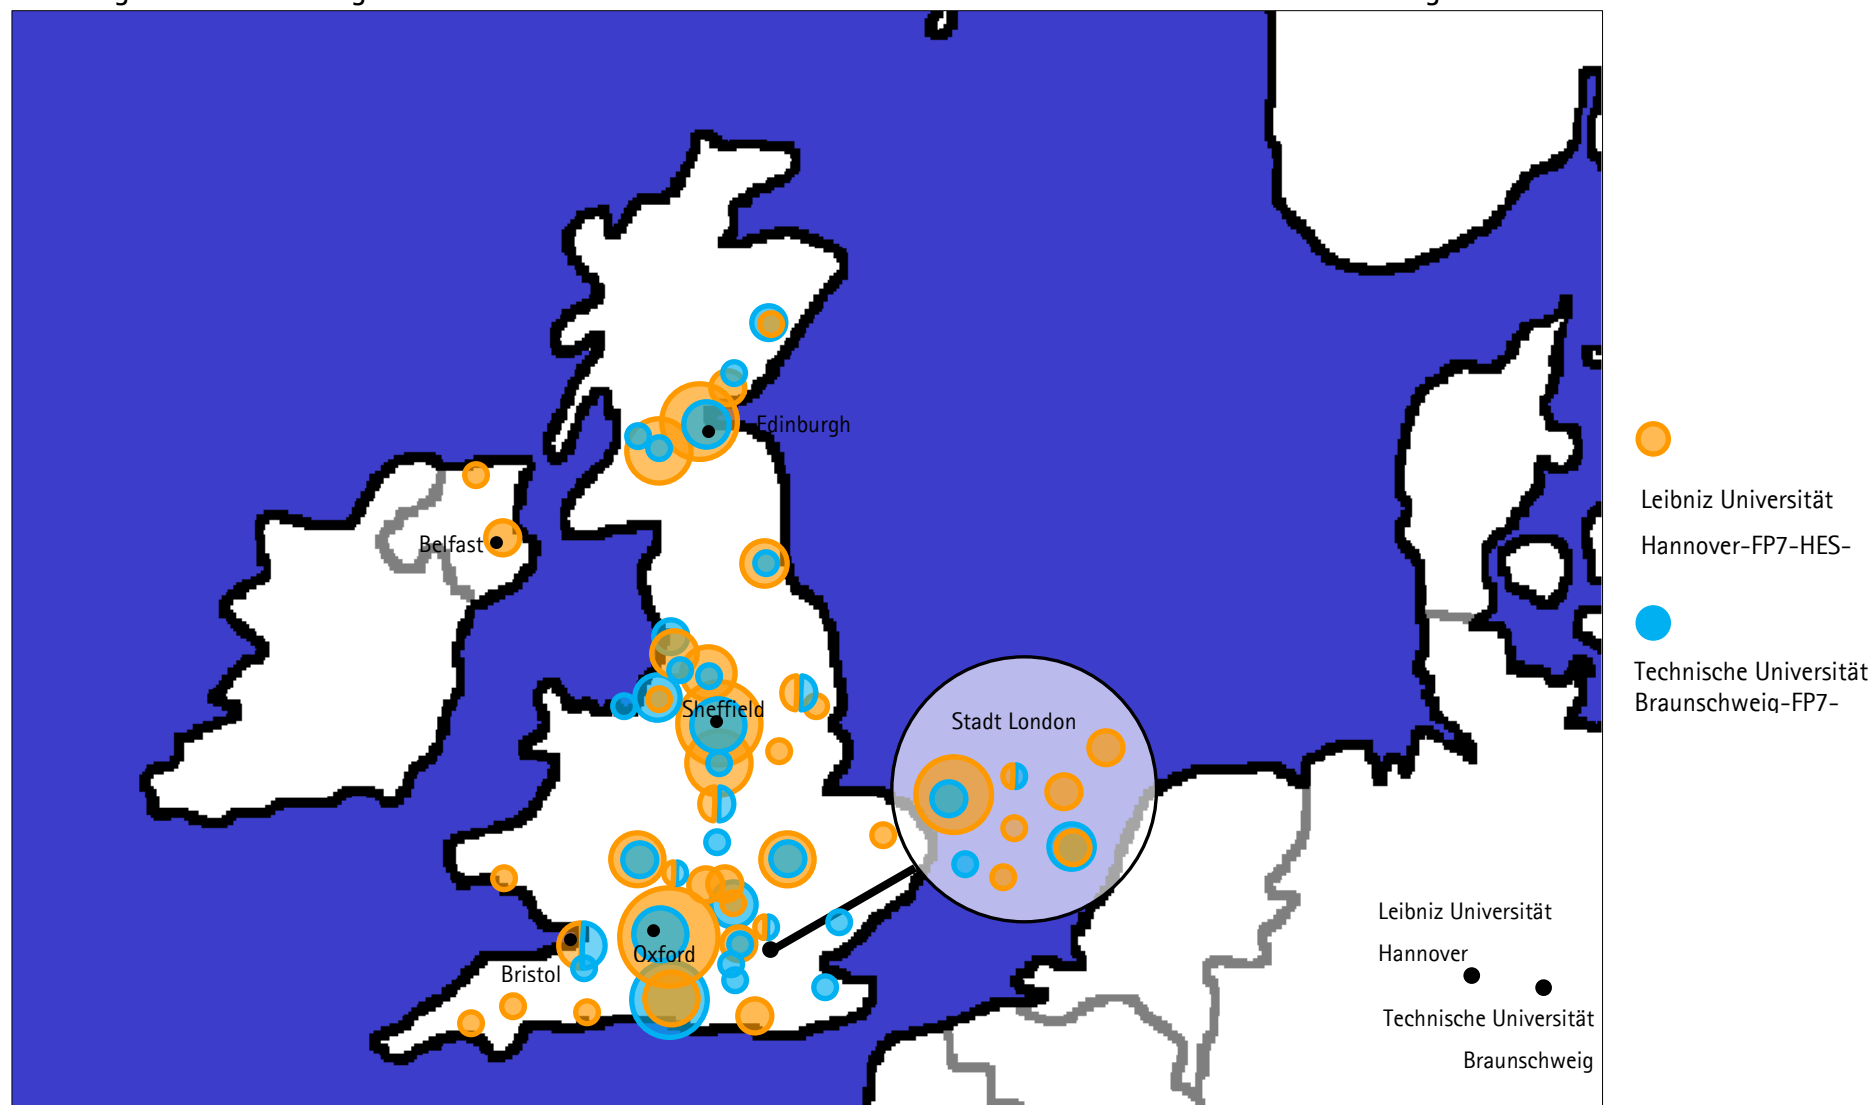 Edinburgh
Belfast
Sheffield
Stadt London
Oxford
Bristol
Leibniz Universität
Hannover
Technische Universität
Braunschweig
Leibniz Universität
Hannover-FP7-HES-
Technische Universität
Braunschweig-FP7-